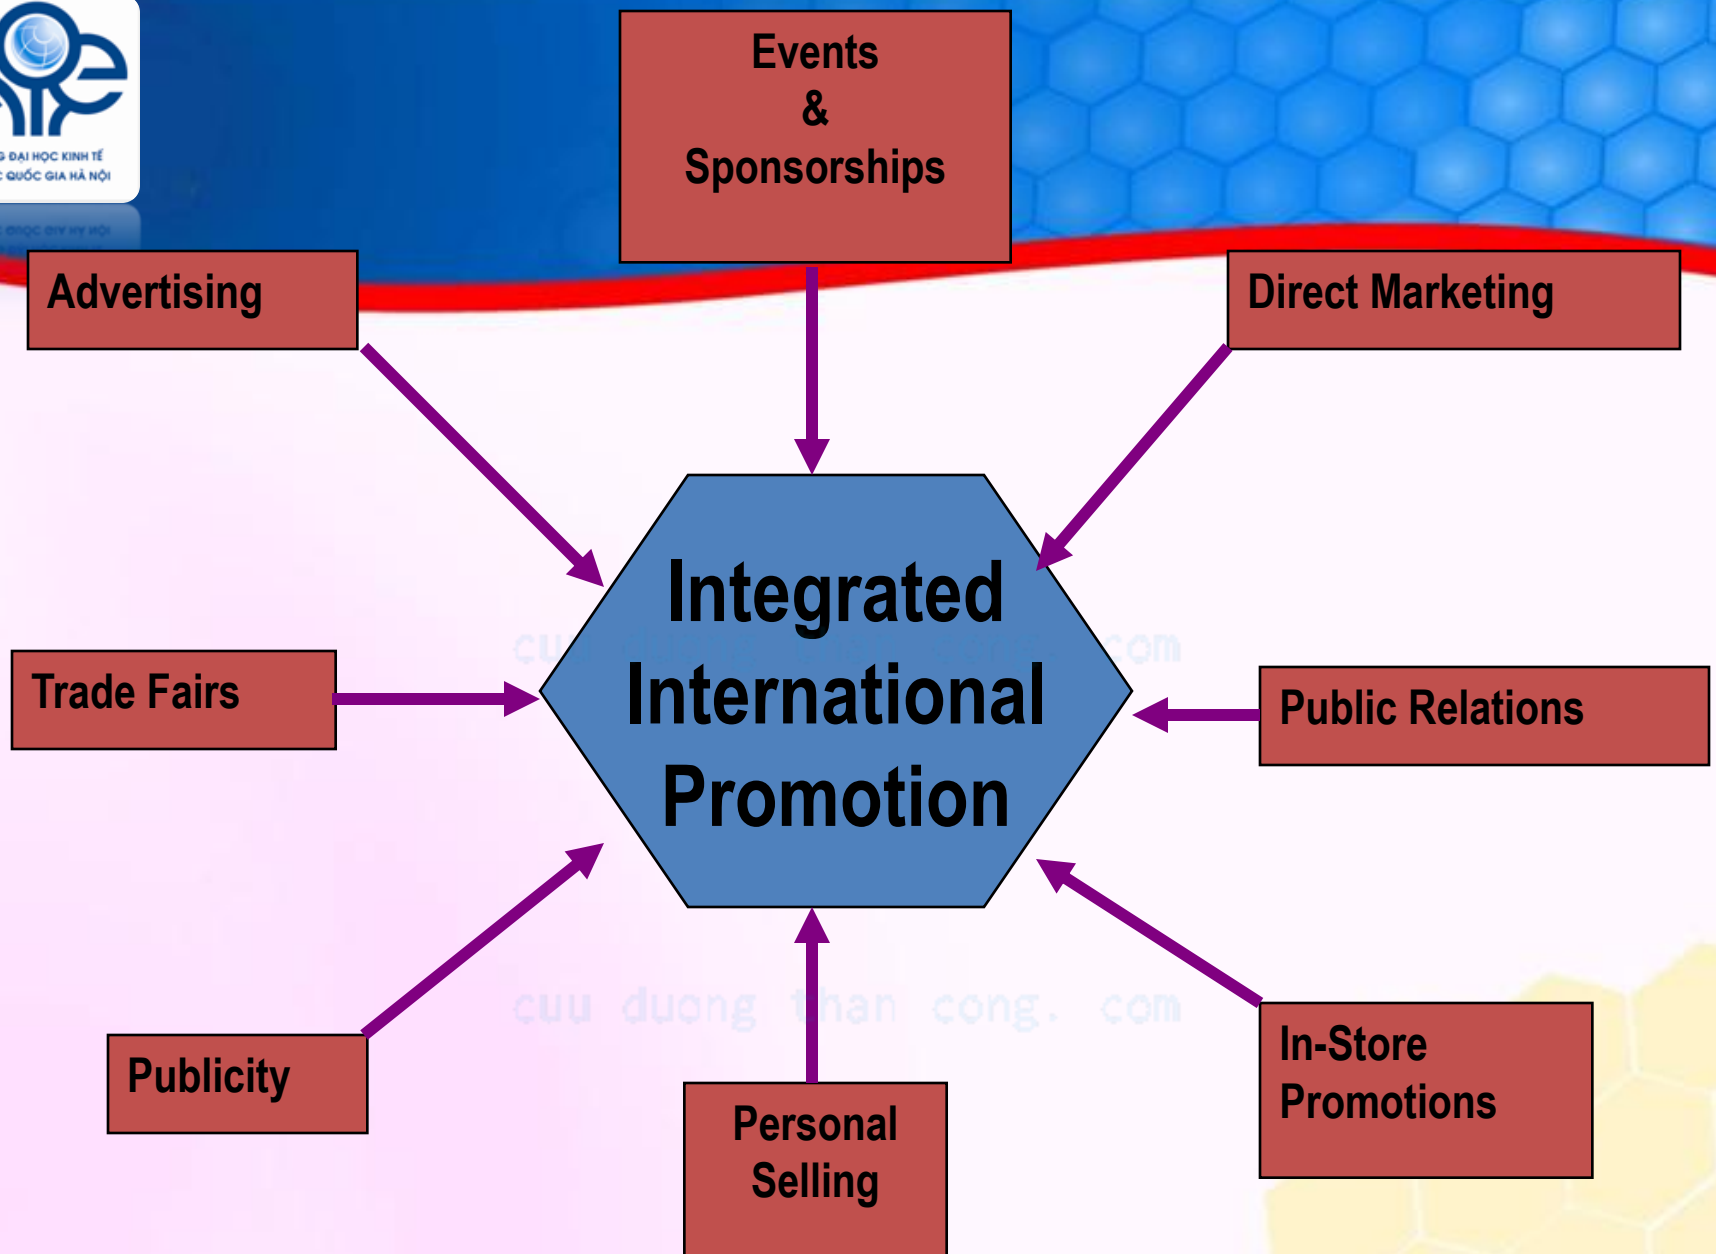 G ĐẠI HỌC KINH TẾ
C QUỐC GIA HÀ NỘI
Events
&
Sponsorships
Advertising
Direct Marketing
Integrated
International
Promotion
Trade Fairs
Public Relations
Publicity
Personal
Selling
In-Store
Promotions
cuu duong than cong. com
cuu duong than cong. com